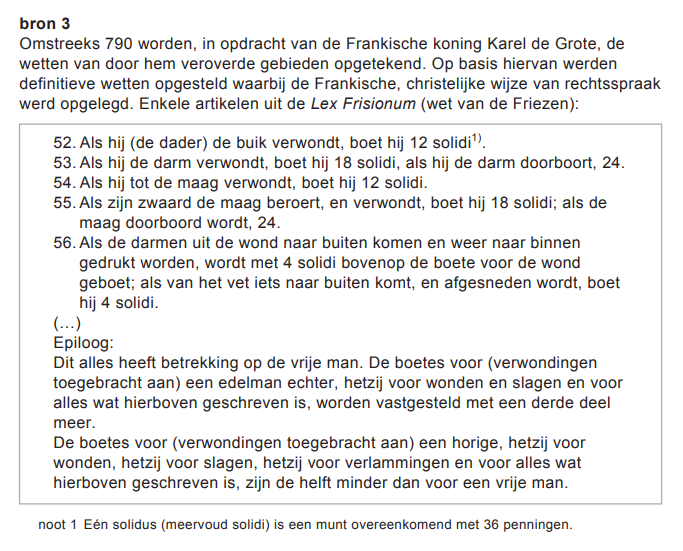 bron 3
Omstreeks 790 worden, in opdracht van de Frankische koning Karel de Grote, de
wetten van door hem veroverde gebieden opgetekend. Op basis hiervan werden
definitieve wetten opgesteld waarbij de Frankische, christelijke wijze van rechtsspraak
werd opgelegd. Enkele artikelen uit de Lex Frisionum (wet van de Friezen):
52. Als hij (de dader) de buik verwondt, boet hij 12 solidi1).
53. Als hij de darm verwondt, boet hij 18 solidi, als hij de darm doorboort, 24.
54. Als hij tot de maag verwondt, boet hij 12 solidi.
55. Als zijn zwaard de maag beroert, en verwondt, boet hij 18 solidi; als de
maag doorboord wordt, 24.
56. Als de darmen uit de wond naar buiten komen en weer naar binnen
gedrukt worden, wordt met 4 solidi bovenop de boete voor de wond
geboet; als van het vet iets naar buiten komt, en afgesneden wordt, boet
hij 4 solidi.
(...)
Epiloog:
Dit alles heeft betrekking op de vrije man. De boetes voor (verwondingen
toegebracht aan) een edelman echter, hetzij voor wonden en slagen en voor
alles wat hierboven geschreven is, worden vastgesteld met een derde deel
meer.
De boetes voor (verwondingen toegebracht aan) een horige, hetzij voor
wonden, hetzij voor slagen, hetzij voor verlammingen en voor alles wat
hierboven geschreven is, zijn de helft minder dan voor een vrije man.
noot 1 Eén solidus (meervoud solidi) is een munt overeenkomend met 36 penningen.